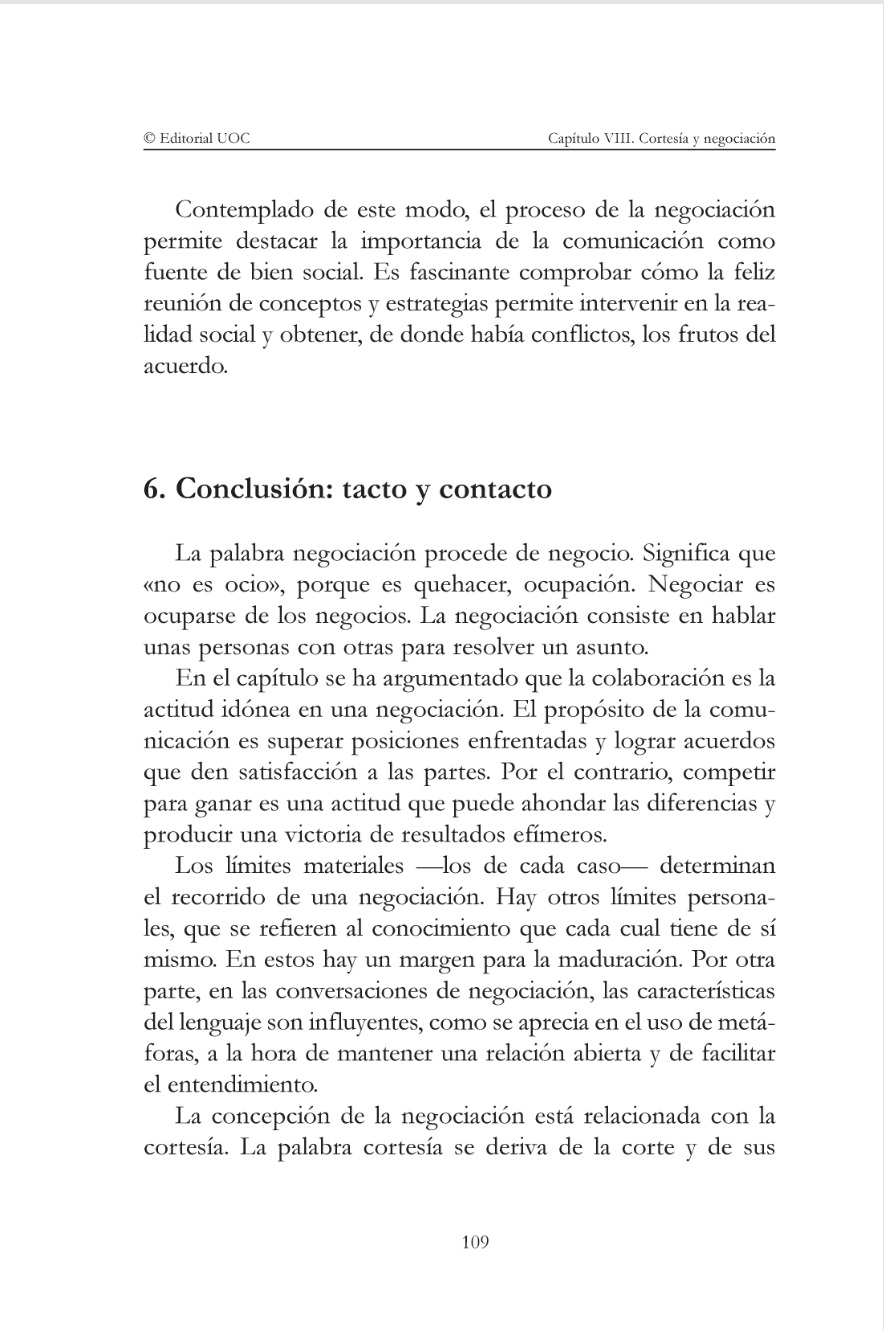 © Editorial UOC
Capítulo VIII. Cortesía y negociación
Contemplado de este modo, el proceso de la negociación
permite destacar la importancia de la comunicación como
fuente de bien social. Es fascinante comprobar cómo la feliz
reunión de conceptos y estrategias permite intervenir en la rea-
lidad social y obtener, de donde había conflictos, los frutos del
acuerdo.
6. Conclusión: tacto y contacto
La palabra negociación procede de negocio. Significa que
«no es ocio», porque es quehacer, ocupación. Negociar es
ocuparse de los negocios. La negociación consiste en hablar
unas personas con otras para resolver un asunto.
En el capítulo se ha argumentado que la colaboración es la
actitud idónea en una negociación. El propósito de la comu-
nicación es superar posiciones enfrentadas y lograr acuerdos
que den satisfacción a las partes. Por el contrario, competir
para ganar es una actitud que puede ahondar las diferencias y
producir una victoria de resultados efímeros.
Los límites materiales —los de cada caso— determinan
el recorrido de una negociación. Hay otros límites persona-
les, que se refieren al conocimiento que cada cual tiene de sí
mismo. En estos hay un margen para la maduración. Por otra
parte, en las conversaciones de negociación, las características
del lenguaje son influyentes, como se aprecia en el uso de metá-
foras, a la hora de mantener una relación abierta y de facilitar
el entendimiento.
La concepción de la negociación está relacionada con la
cortesía. La palabra cortesía se deriva de la corte y de sus
109